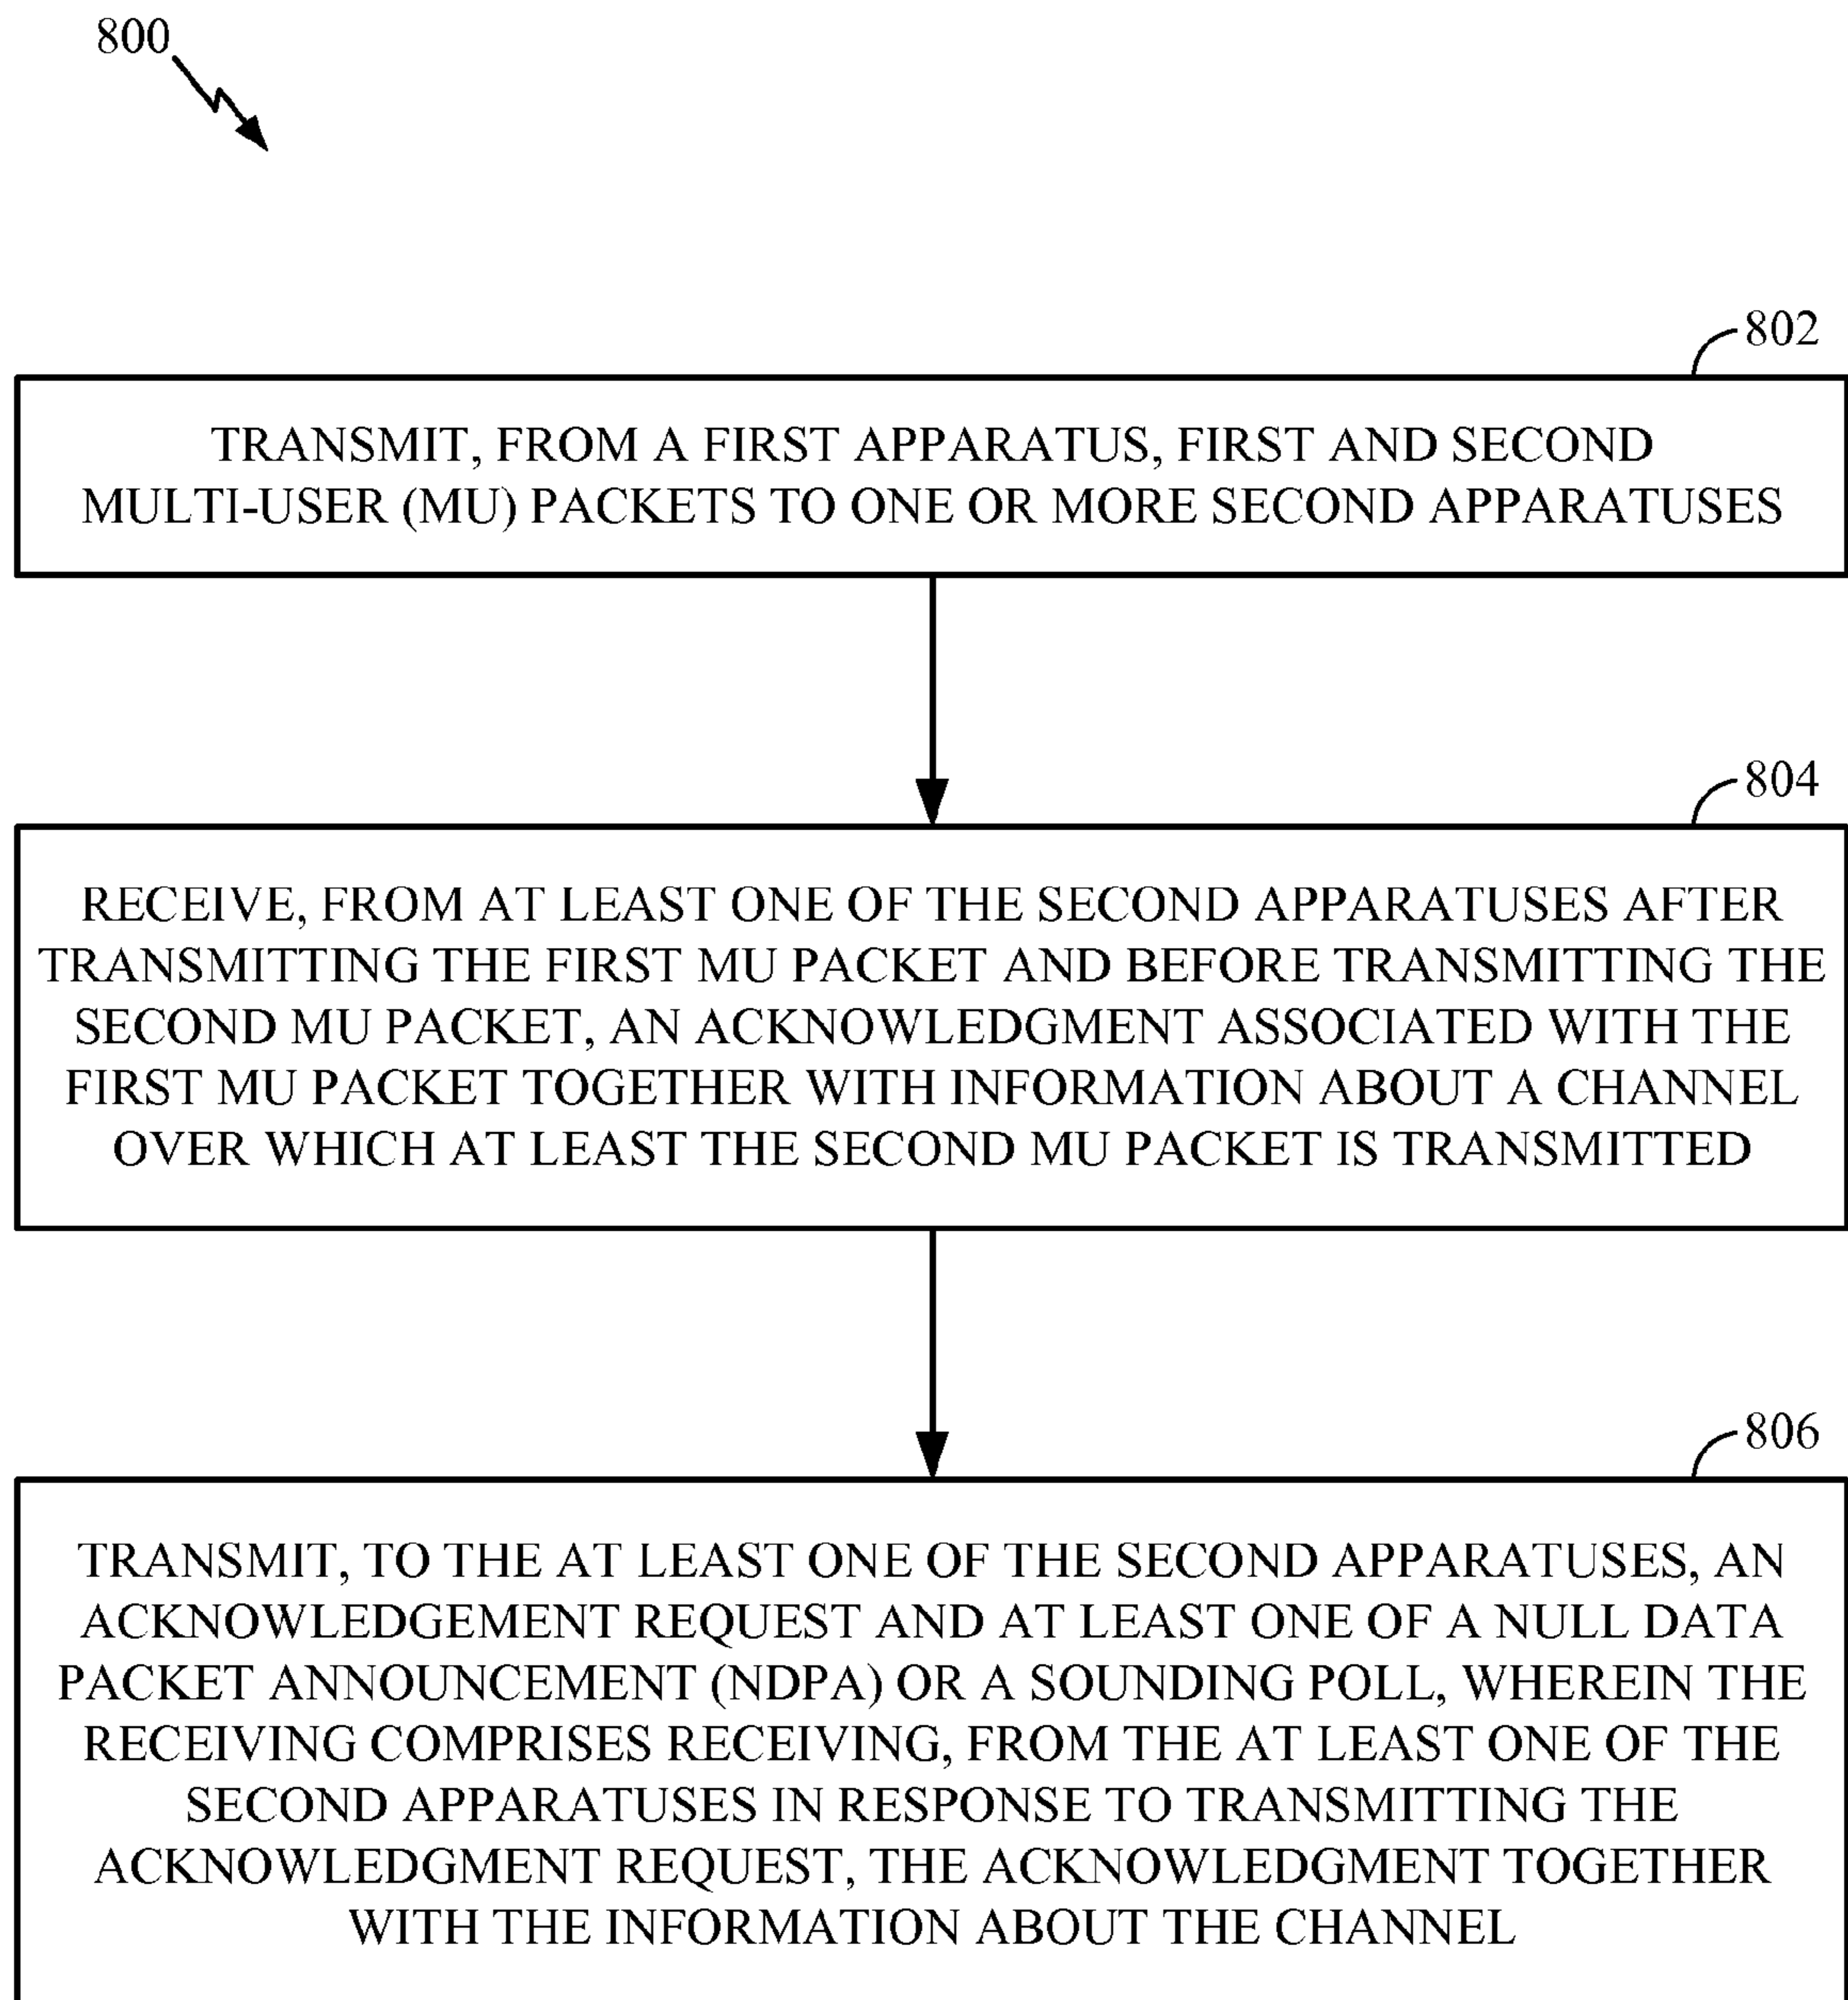 800
802
TRANSMIT, FROM A FIRST APPARATUS, FIRST AND SECOND
MULTI-USER (MU) PACKETS TO ONE OR MORE SECOND APPARATUSES
804
RECEIVE, FROM AT LEAST ONE OF THE SECOND APPARATUSES AFTER
TRANSMITTING THE FIRST MU PACKET AND BEFORE TRANSMITTING THE
SECOND MU PACKET, AN ACKNOWLEDGMENT ASSOCIATED WITH THE
FIRST MU PACKET TOGETHER WITH INFORMATION ABOUT A CHANNEL
OVER WHICH AT LEAST THE SECOND MU PACKET IS TRANSMITTED
806
TRANSMIT, TO THE AT LEAST ONE OF THE SECOND APPARATUSES, AN
ACKNOWLEDGEMENT REQUEST AND AT LEAST ONE OF A NULL DATA
PACKET ANNOUNCEMENT (NDPA) OR A SOUNDING POLL, WHEREIN THE
RECEIVING COMPRISES RECEIVING, FROM THE AT LEAST ONE OF THE
SECOND APPARATUSES IN RESPONSE TO TRANSMITTING THE
ACKNOWLEDGMENT REQUEST, THE ACKNOWLEDGMENT TOGETHER
WITH THE INFORMATION ABOUT THE CHANNEL